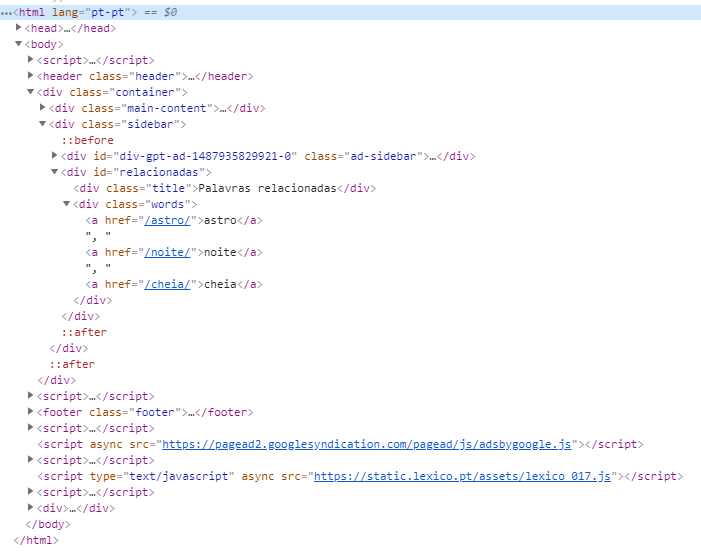 •••<html lang="pt-pt"> == $0
▶<head>…</head>
▼<body>
▶<script>…</script>
▶<header class="header">…</header>
▼<div class="container">
▶<div class="main-content">…</div>
▼<div class="sidebar">
::before
▶<div id="div-gpt-ad-1487935829921-0" class="ad-sidebar">…</div>
▼<div id="relacionadas">
<div class="title">Palavras relacionadas</div>
▼<div class="words">
<a href="/astro/">astro</a>
", "
<a href="/noite/">noite</a>
", "
<a href="/cheia/">cheia</a>
</div>
</div>
::after
</div>
::after
</div>
▶<script>…</script>
▶<footer class="footer">…</footer>
▶<script>…</script>
<script async src="https://pagead2.googlesyndication.com/pagead/js/adsbygoogle.js"></script>
▶<script>…</script>
<script type="text/javascript" async src="https://static.lexico.pt/assets/lexico_017.js"></script>
▶<script>…</script>
▶<div>…</div>
</body>
</html>